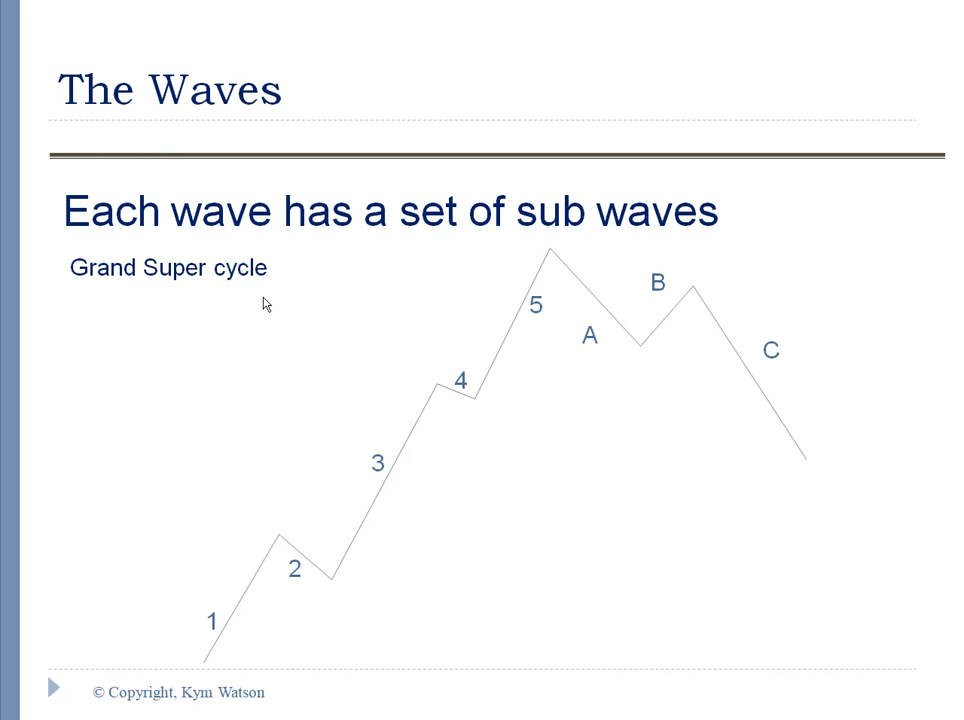 The Waves
Each wave has a set of sub waves
Grand Super cycle
B
5
A
C
4
3
2
1
© Copyright, Kym Watson